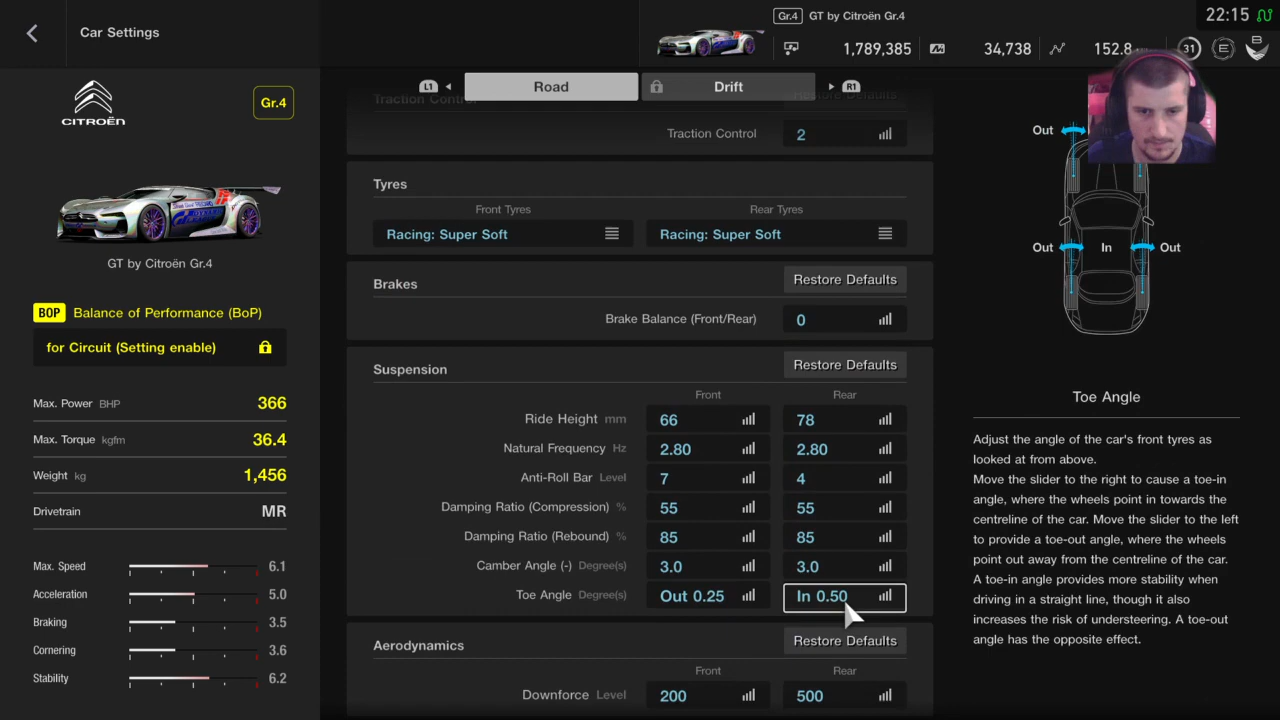 Car Settings
Gr.4 GT by Citroën Gr.4
1,789,385 34,738 152.8 31 E B
22:15
L1 Road Drift R1
CITROËN
Gr.4
GT by Citroën Gr.4
BOP Balance of Performance (BoP)
for Circuit (Setting enable)
Max. Power BHP 366
Max. Torque kgfm 36.4
Weight kg 1,456
Drivetrain MR
Max. Speed 6.1
Acceleration 5.0
Braking 3.5
Cornering 3.6
Stability 6.2
Traction Control Restore Defaults
Traction Control 2
Tyres
Front Tyres Rear Tyres
Racing: Super Soft Racing: Super Soft
Brakes Restore Defaults
Brake Balance (Front/Rear) 0
Suspension Restore Defaults
Front Rear
Ride Height mm 66 78
Natural Frequency Hz 2.80 2.80
Anti-Roll Bar Level 7 4
Damping Ratio (Compression) % 55 55
Damping Ratio (Rebound) % 85 85
Camber Angle (-) Degree(s) 3.0 3.0
Toe Angle Degree(s) Out 0.25 In 0.50
Aerodynamics Restore Defaults
Front Rear
Downforce Level 200 500
Out In
Out In Out
Toe Angle
Adjust the angle of the car's front tyres as
looked at from above.
Move the slider to the right to cause a toe-in
angle, where the wheels point in towards the
centreline of the car. Move the slider to the left
to provide a toe-out angle, where the wheels
point out away from the centreline of the car.
A toe-in angle provides more stability when
driving in a straight line, though it also
increases the risk of understeering. A toe-out
angle has the opposite effect.